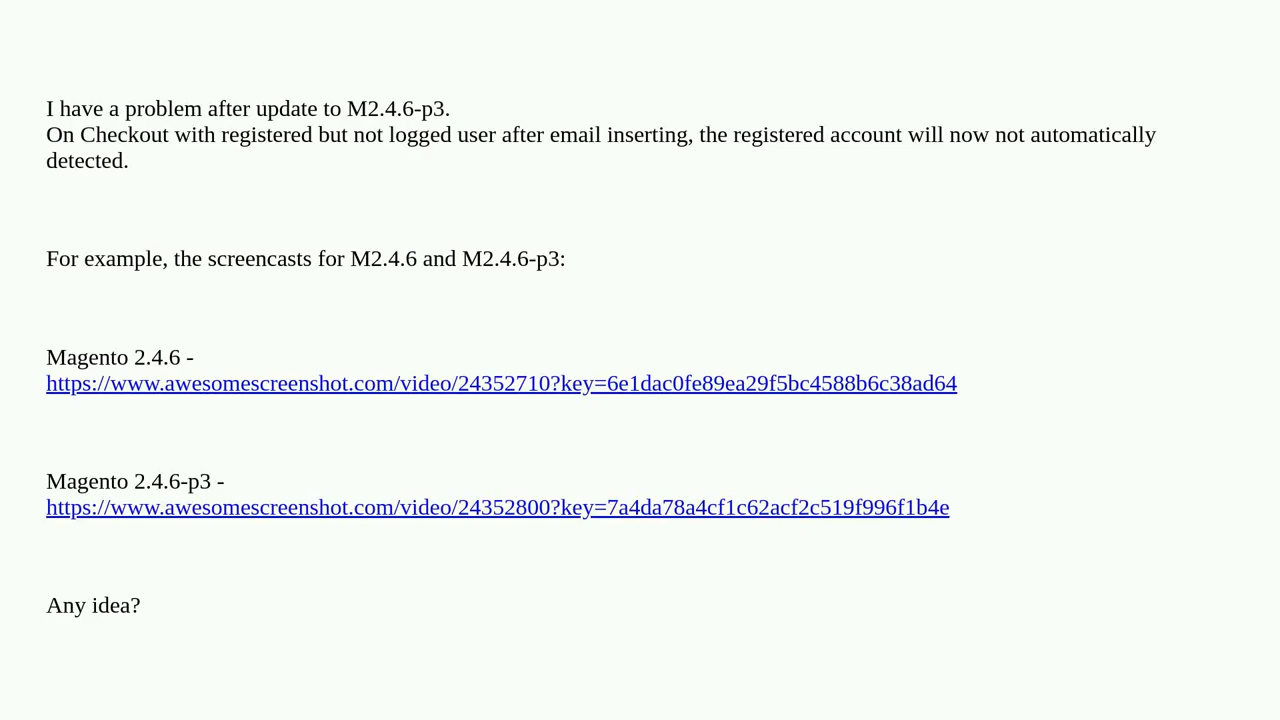 I have a problem after update to M2.4.6-p3.
On Checkout with registered but not logged user after email inserting, the registered account will now not automatically
detected.
For example, the screencasts for M2.4.6 and M2.4.6-p3:
Magento 2.4.6 -
https://www.awesomescreenshot.com/video/24352710?key=6e1dac0fe89ea29f5bc4588b6c38ad64
Magento 2.4.6-p3 -
https://www.awesomescreenshot.com/video/24352800?key=7a4da78a4cf1c62acf2c519f996f1b4e
Any idea?